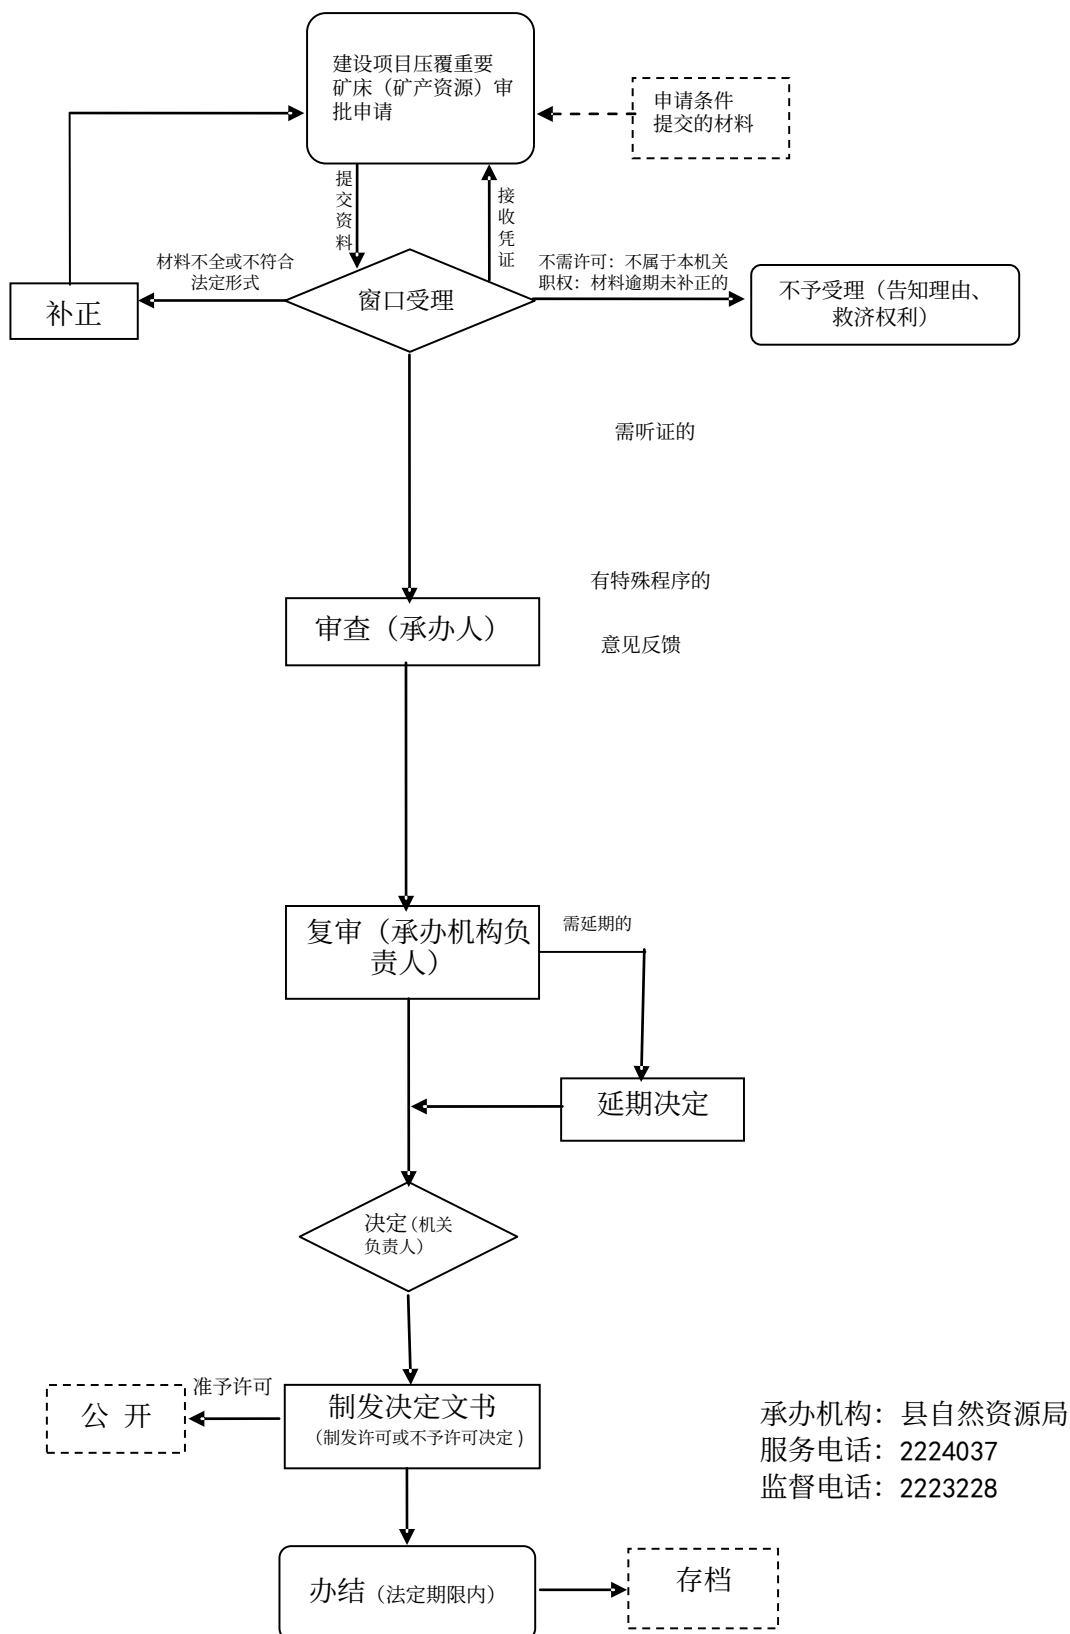 建设项目压覆重要
矿床（矿产资源）审
批申请
申请条件
提交的材料
提交资料
接收凭证
材料不全或不符合
法定形式
不需许可：不属于本机关
职权：材料逾期未补正的
补正
窗口受理
不予受理（告知理由、
救济权利）
需听证的
有特殊程序的
审查（承办人）
意见反馈
复审（承办机构负
责人）
需延期的
延期决定
决定（机关
负责人）
准予许可
公 开
制发决定文书
（制发许可或不予许可决定）
承办机构：县自然资源局
服务电话：2224037
监督电话：2223228
办结（法定期限内）
存档